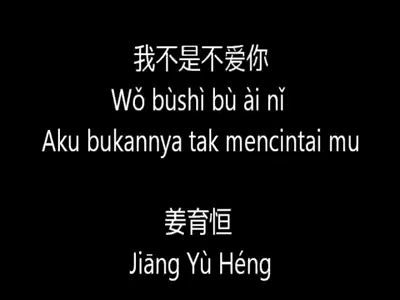 我不是不爱你
Wǒ bùshì bù ài nǐ
Aku bukannya tak mencintai mu
姜育恒
Jiāng Yù Héng